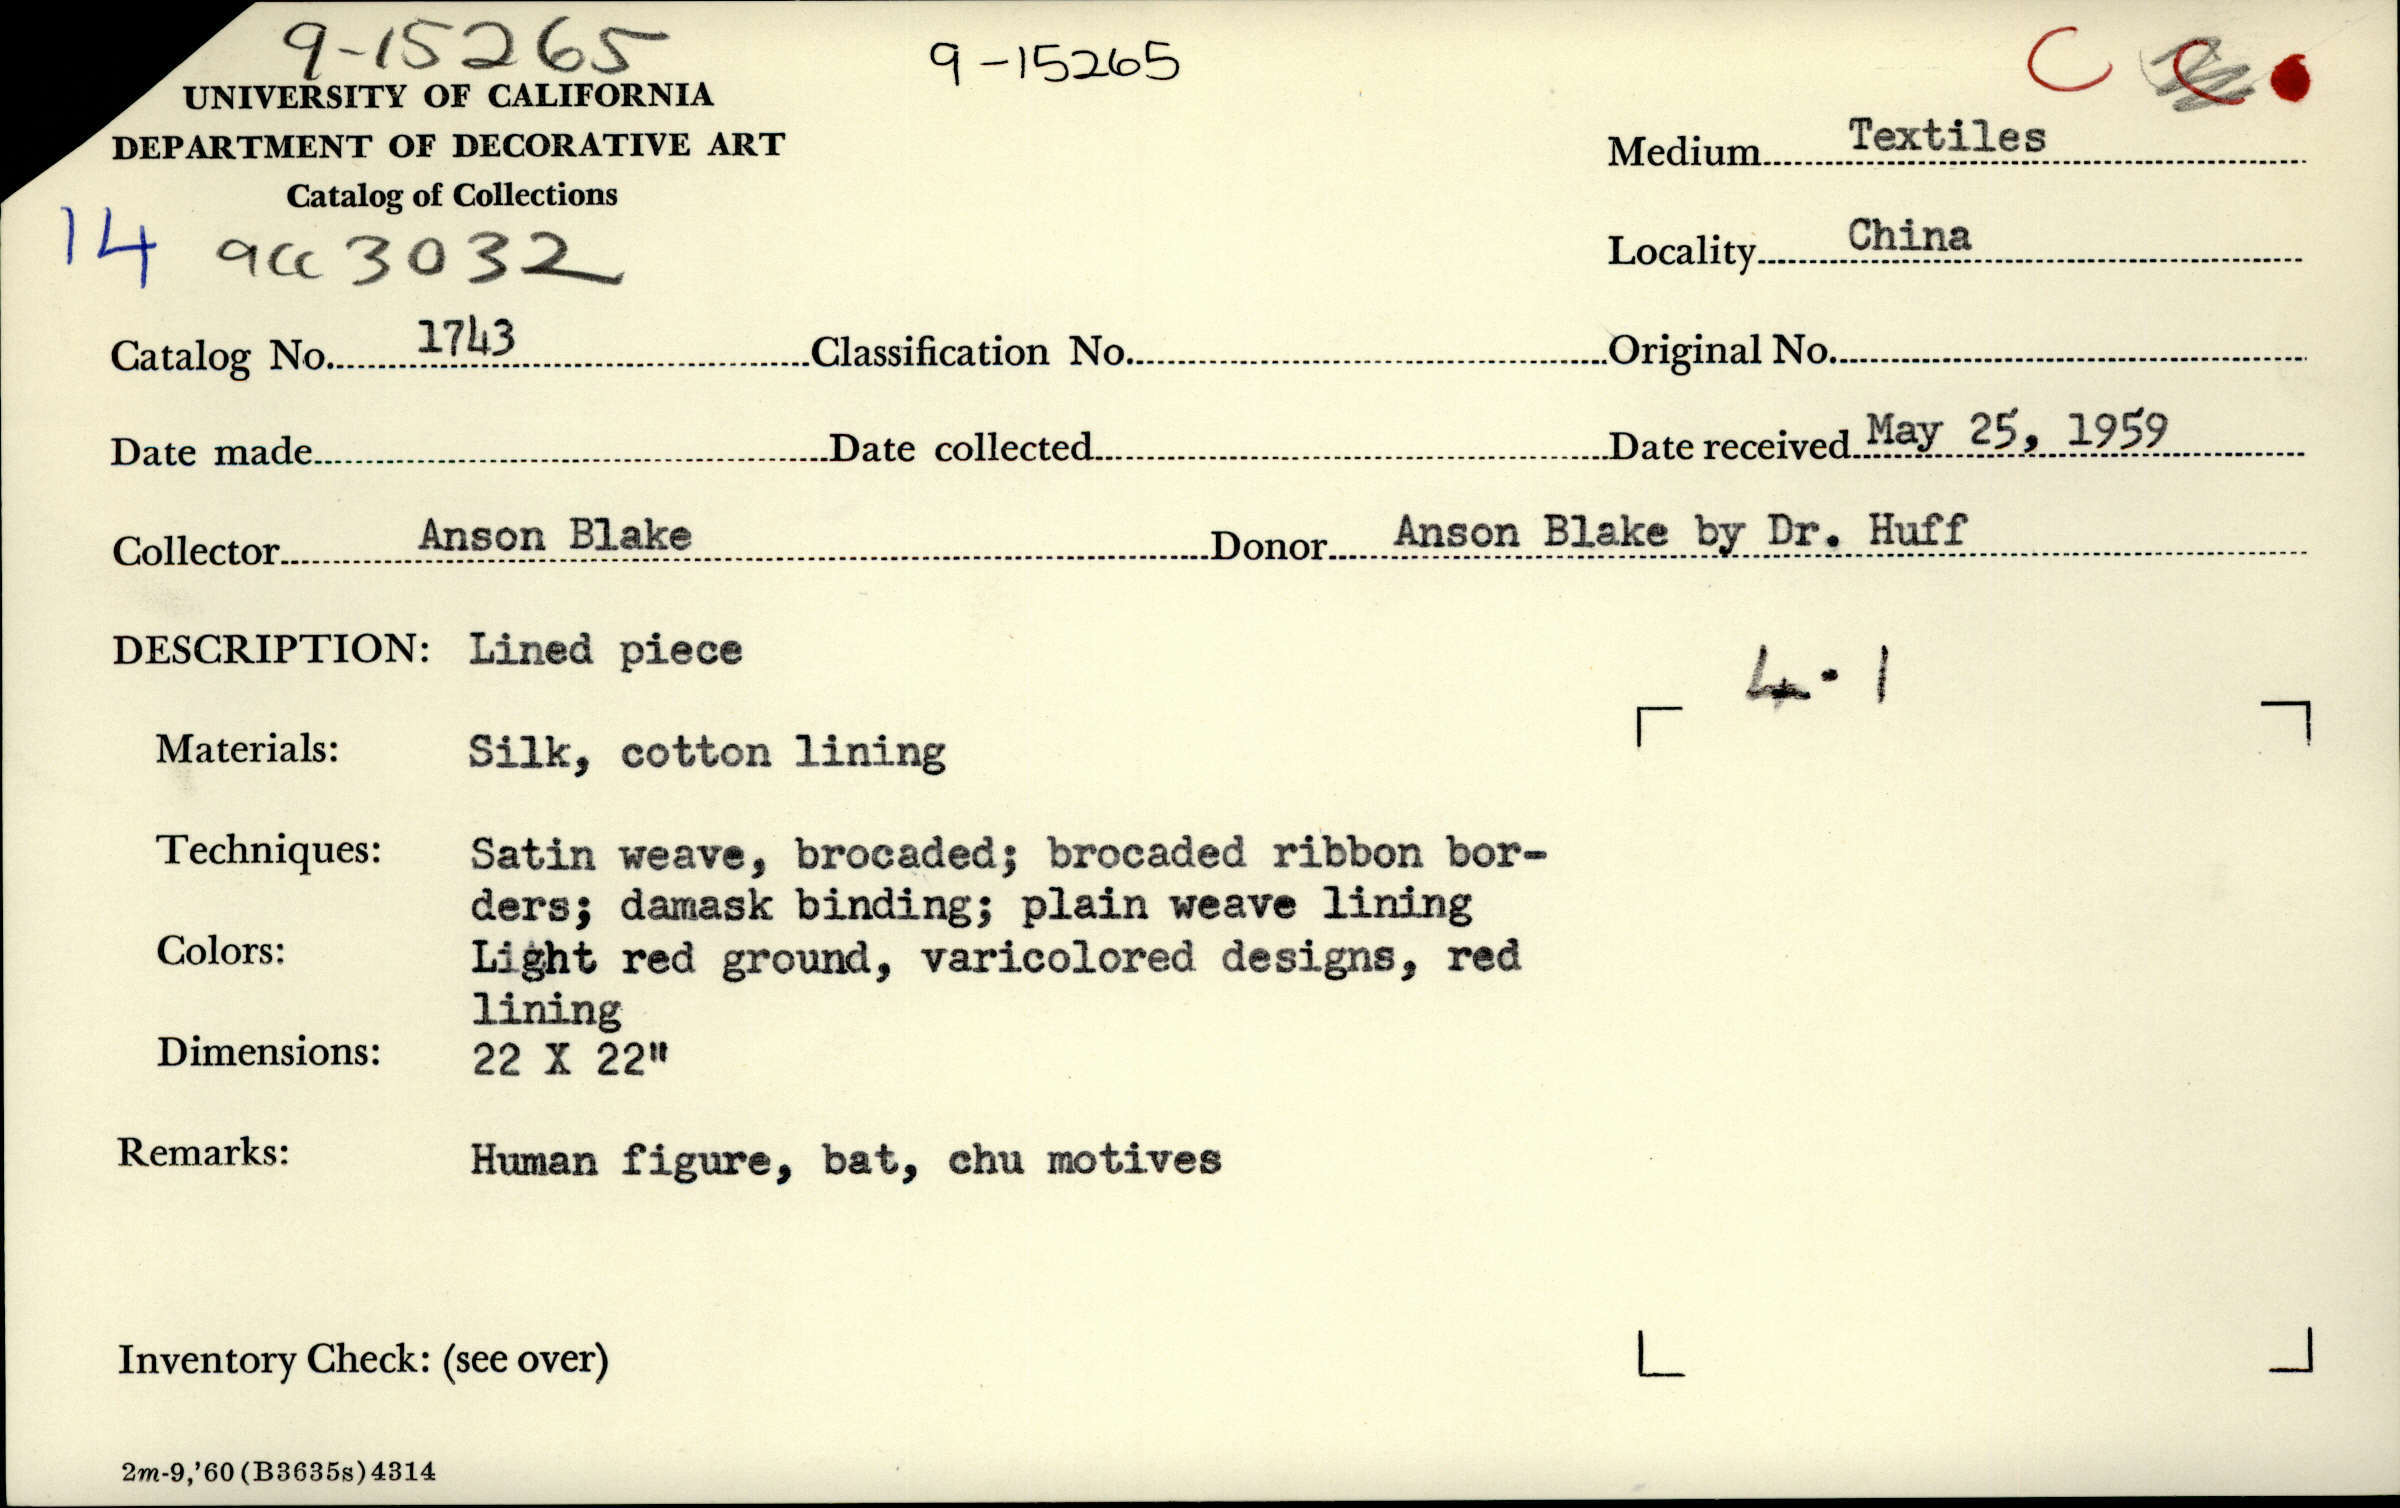 9-15265
9-15265
C C
UNIVERSITY OF CALIFORNIA
DEPARTMENT OF DECORATIVE ART
Catalog of Collections
Medium Textiles
14 acc 3032
Locality China
Catalog No. 1743 Classification No. Original No.
Date made Date collected Date received May 25, 1959
Collector Anson Blake Donor Anson Blake by Dr. Huff
DESCRIPTION: Lined piece
4.1
Materials: Silk, cotton lining
Techniques: Satin weave, brocaded; brocaded ribbon bor-
ders; damask binding; plain weave lining
Colors: Light red ground, varicolored designs, red
lining
Dimensions: 22 X 22"
Remarks: Human figure, bat, chu motives
Inventory Check: (see over)
2m-9,'60(B3635s)4314